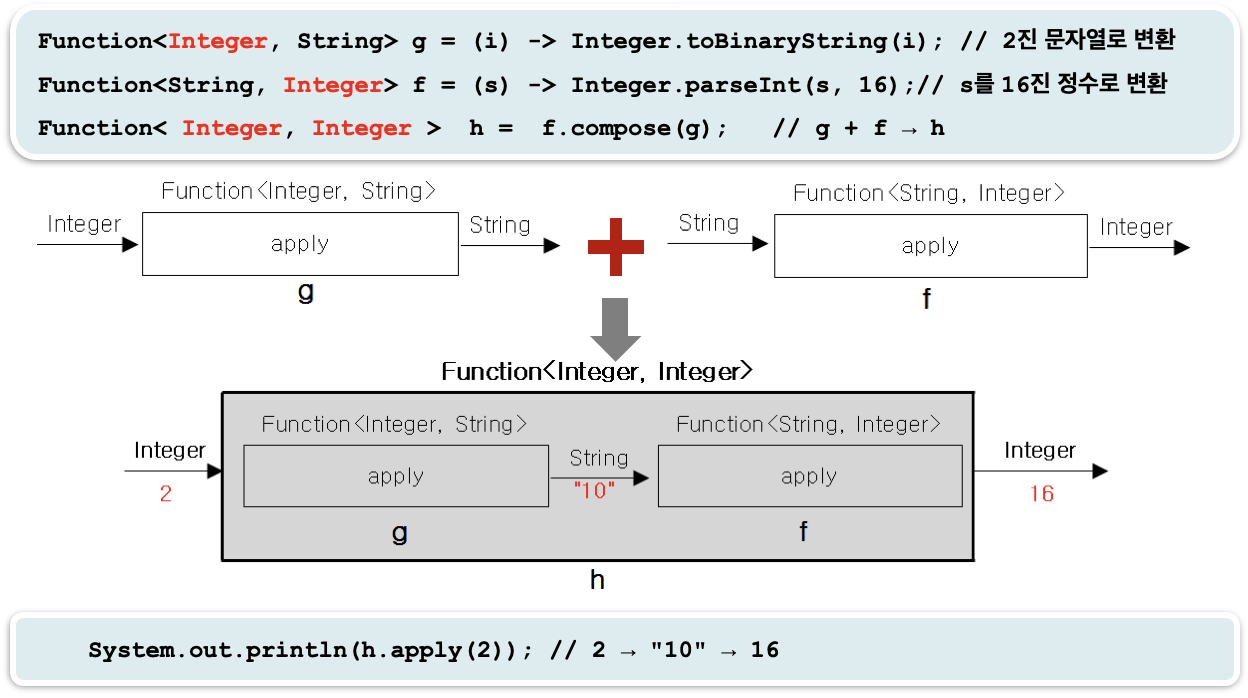 Function<Integer, String> g = (i) -> Integer.toBinaryString(i); // 2진 문자열로 변환
Function<String, Integer> f = (s) -> Integer.parseInt(s, 16);// s를 16진 정수로 변환
Function< Integer, Integer >  h =  f.compose(g);   // g + f → h
Function<Integer, String>
Integer
apply
String
g
Function<String, Integer>
String
apply
Integer
f
Function<Integer, Integer>
Integer
2
Function<Integer, String>
apply
g
String
"10"
Function<String, Integer>
apply
f
Integer
16
h
System.out.println(h.apply(2)); // 2 → "10" → 16